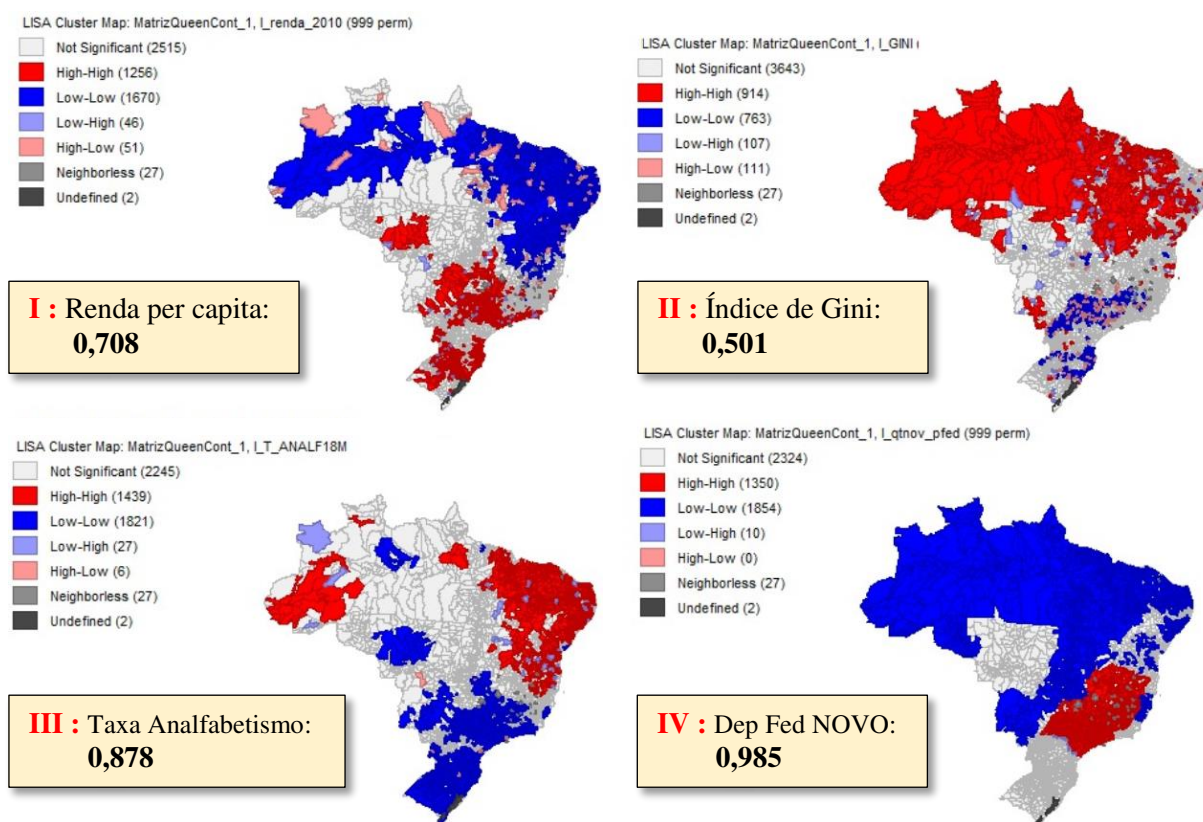 LISA Cluster Map: MatrizQueenCont_1, I_renda_2010 (999 perm)
Not Significant (2515)
High-High (1256)
Low-Low (1670)
Low-High (46)
High-Low (51)
Neighborless (27)
Undefined (2)
I : Renda per capita:
0,708
LISA Cluster Map: MatrizQueenCont_1, I_GINI (
Not Significant (3643)
High-High (914)
Low-Low (763)
Low-High (107)
High-Low (111)
Neighborless (27)
Undefined (2)
II : Índice de Gini:
0,501
LISA Cluster Map: MatrizQueenCont_1, I_T_ANALF18M
Not Significant (2245)
High-High (1439)
Low-Low (1821)
Low-High (27)
High-Low (6)
Neighborless (27)
Undefined (2)
III : Taxa Analfabetismo:
0,878
LISA Cluster Map: MatrizQueenCont_1, I_qtnov_pfed (999 perm)
Not Significant (2324)
High-High (1350)
Low-Low (1854)
Low-High (10)
High-Low (0)
Neighborless (27)
Undefined (2)
IV : Dep Fed NOVO:
0,985